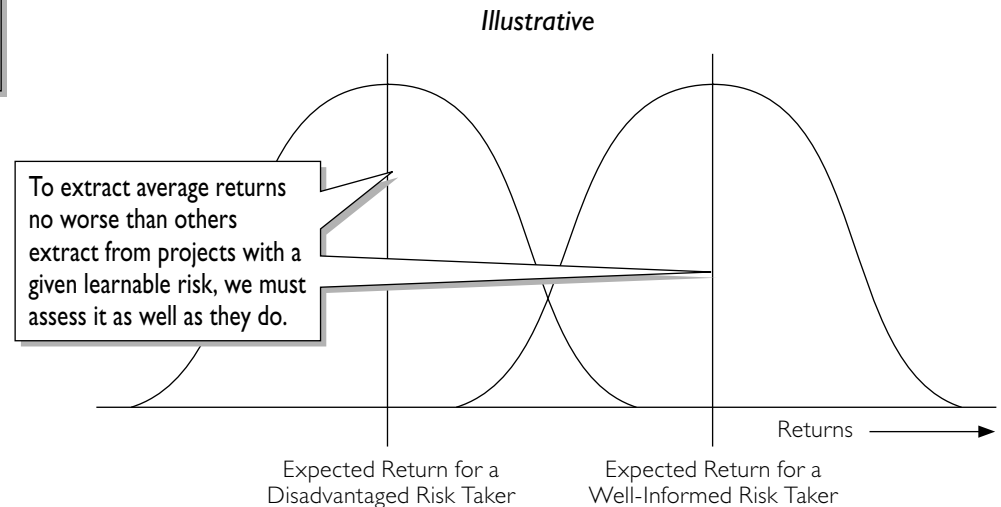 Illustrative
To extract average returns
no worse than others
extract from projects with a
given learnable risk, we must
assess it as well as they do.
Returns
Expected Return for a
Disadvantaged Risk Taker
Expected Return for a
Well-Informed Risk Taker